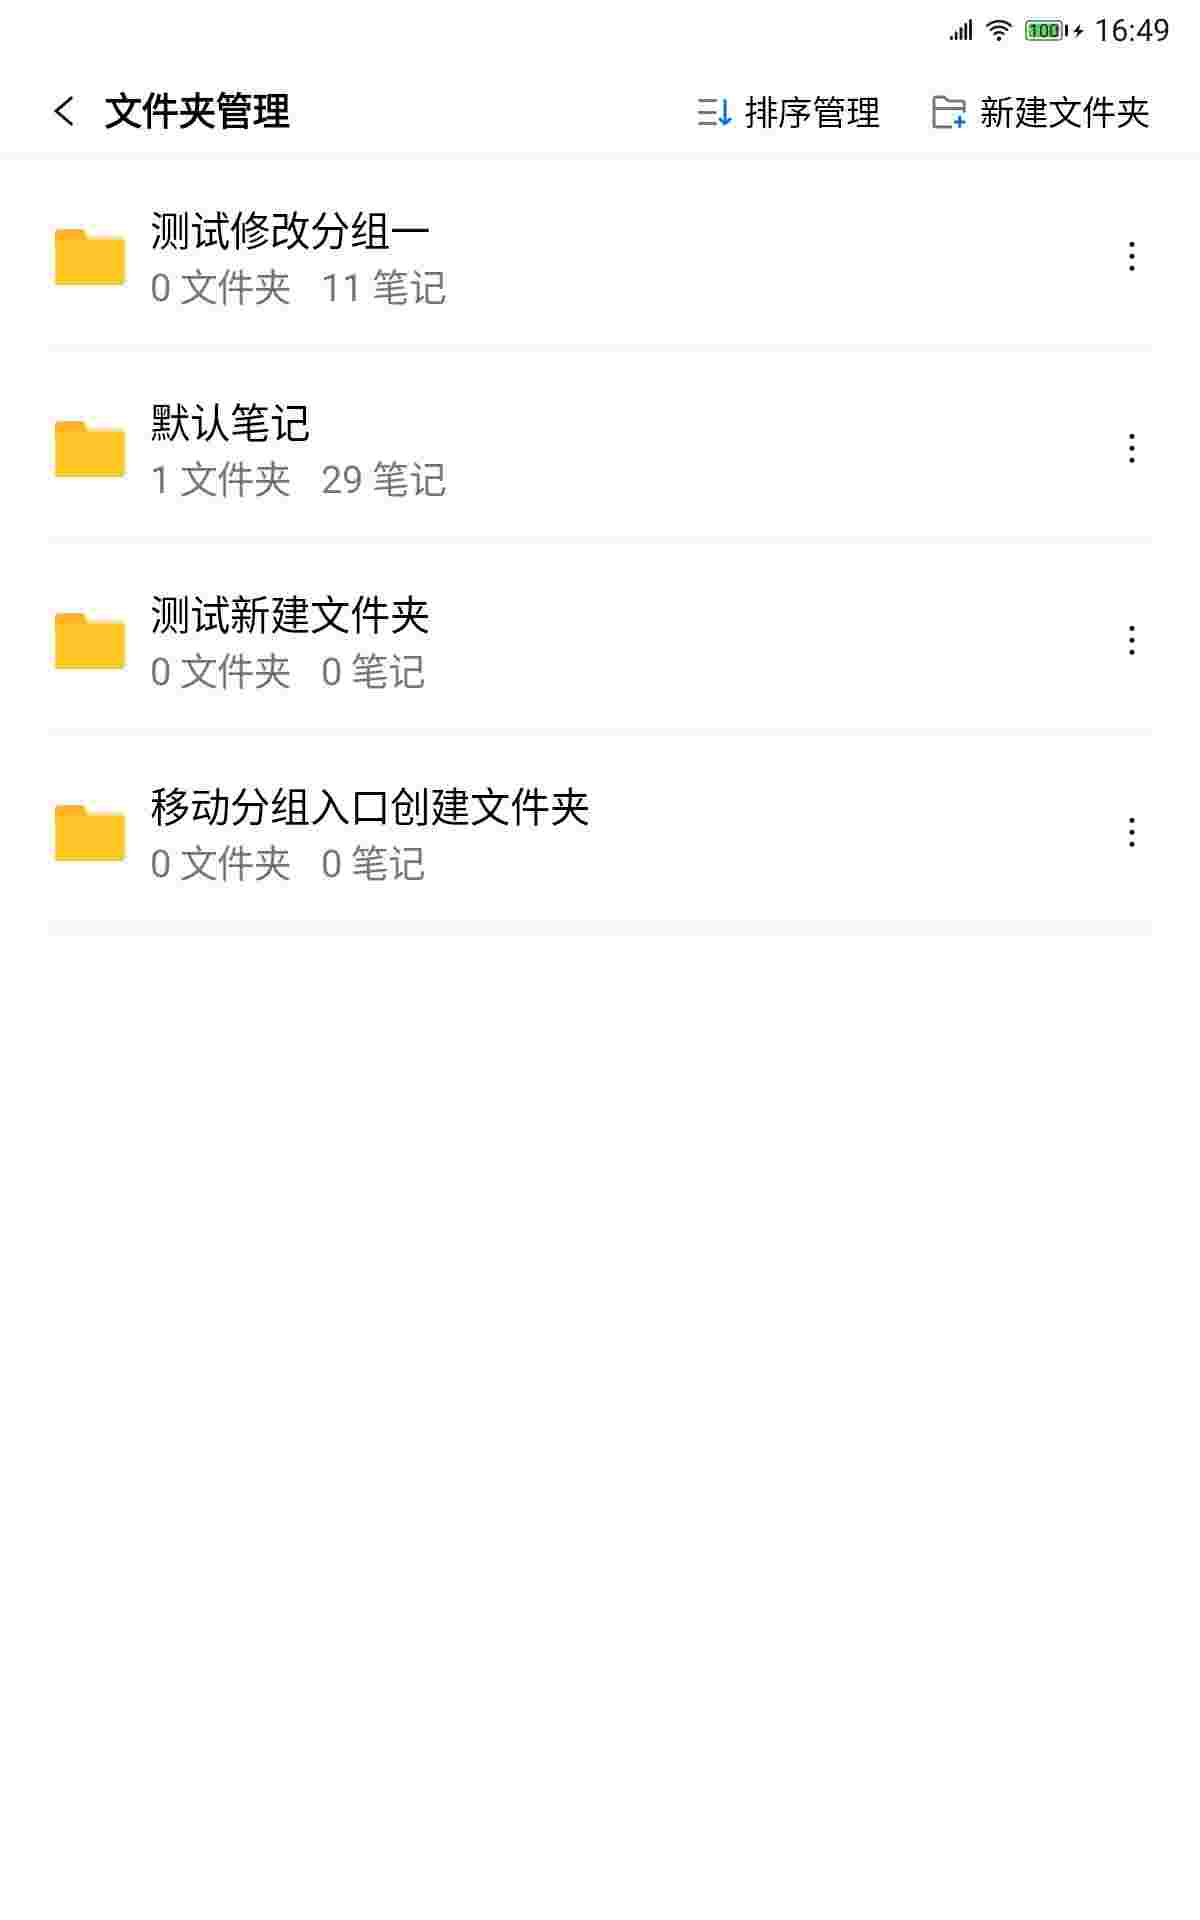 100 16:49
文件夹管理 排序管理 新建文件夹
测试修改分组一
0 文件夹 11 笔记
默认笔记
1 文件夹 29 笔记
测试新建文件夹
0 文件夹 0 笔记
移动分组入口创建文件夹
0 文件夹 0 笔记